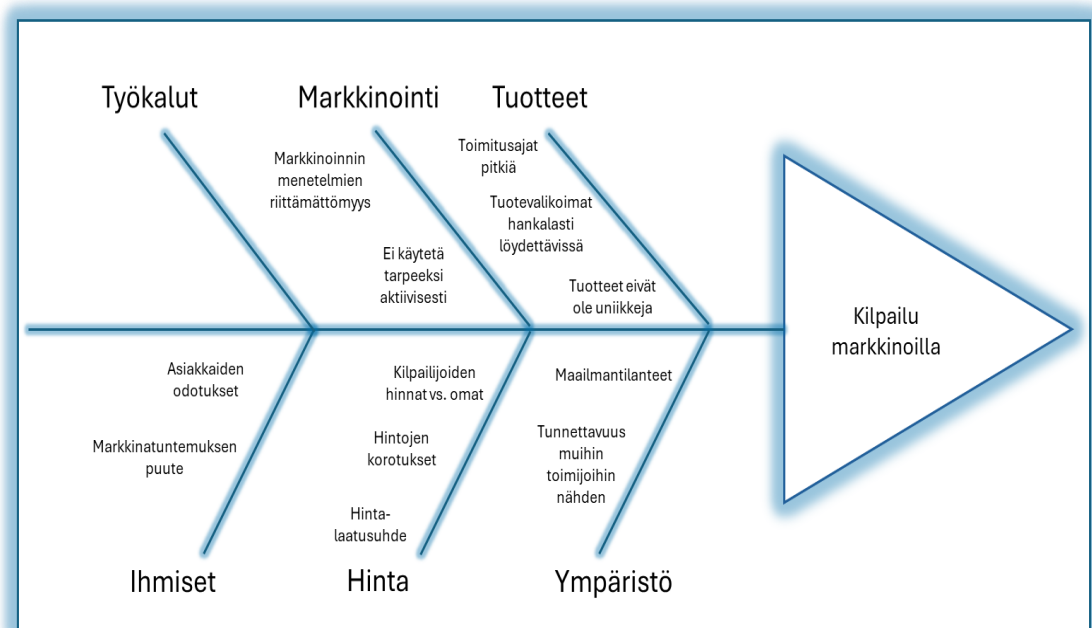 Työkalut
Markkinointi
Tuotteet
Markkinoinnin
menetelmien
riittämättömyys
Ei käytetä
tarpeeksi
aktiivisesti
Toimitusajat
pitkiä
Tuotevalikoimat
hankalasti
löydettävissä
Tuotteet eivät
ole uniikkeja
Kilpailu
markkinoilla
Asiakkaiden
odotukset
Markkinatuntemuksen
puute
Kilpailijoiden
hinnat vs. omat
Hintojen
korotukset
Hinta-
laatusuhde
Maailmantilanteet
Tunnettavuus
muihin
toimijoihin
nähden
Ihmiset
Hinta
Ympäristö